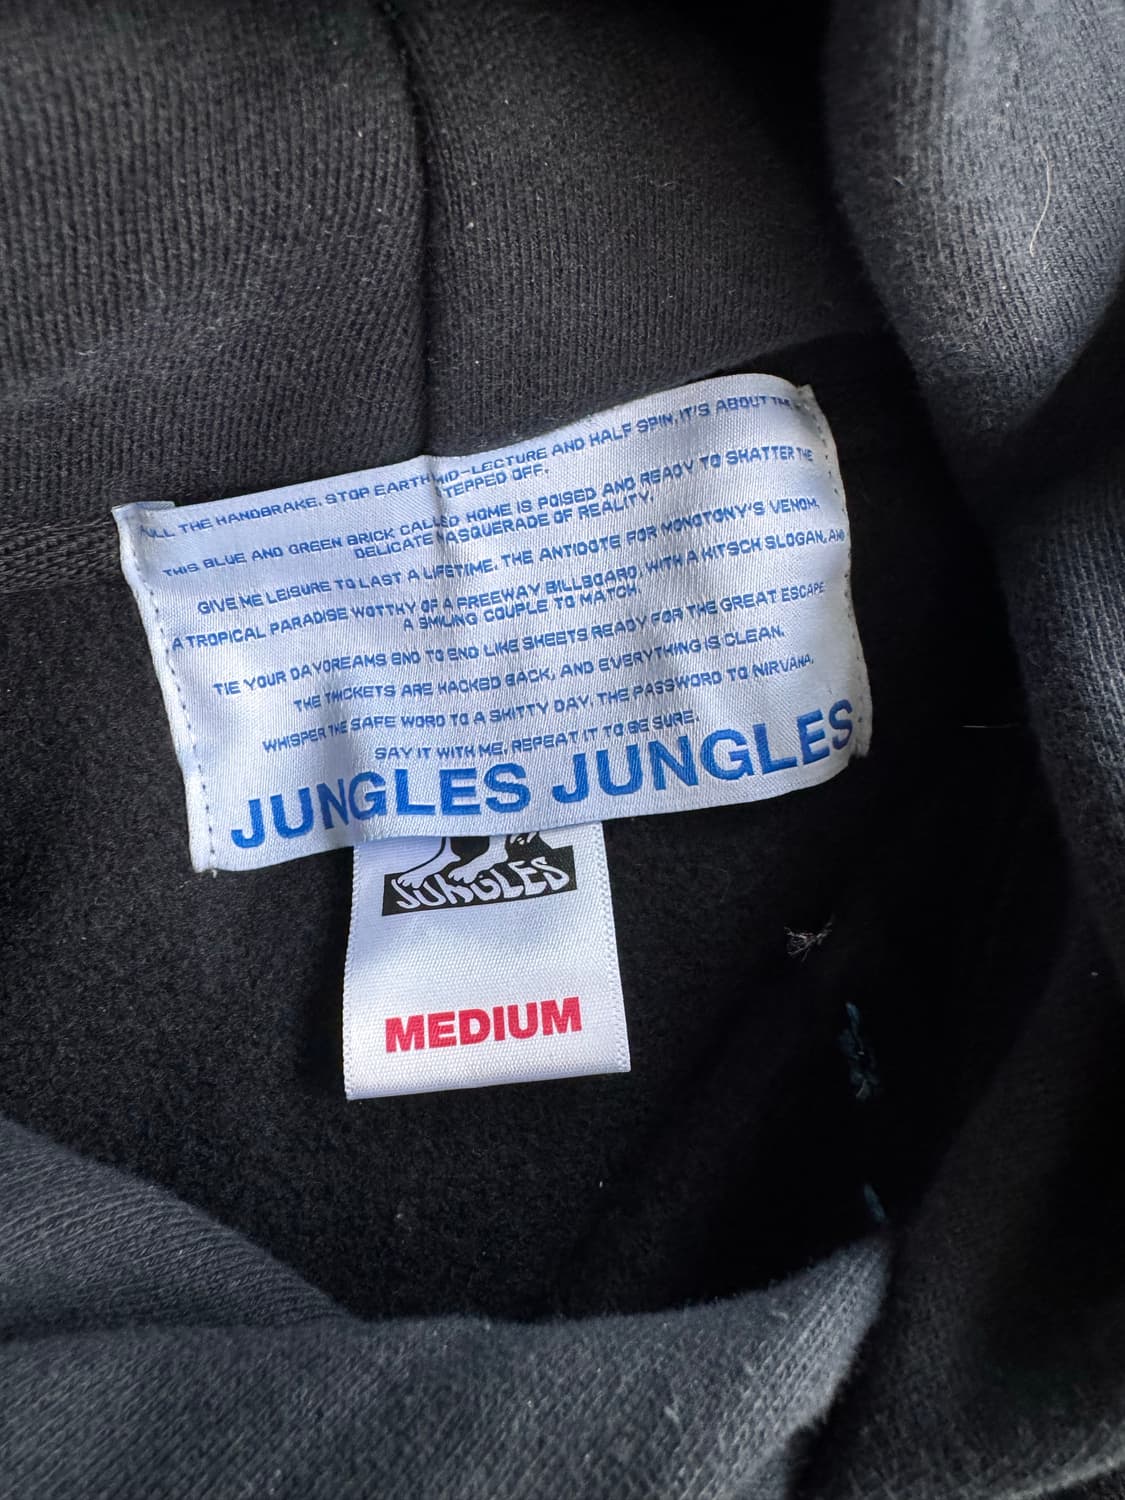 THE HANDBRAKE. STOP EARTH MID-LECTURE AND HALF SPIN, IT'S ABOUT
STEPPED OFF.
THIS BLUE AND GREEN BRICK CALLED HOME IS POISED AND READY TO SHATTER THE
DELICATE MASQUERADE OF REALITY.
GIVE ME LEISURE TO LAST A LIFETIME. THE ANTIDOTE FOR MONOTONY'S VENOM.
A TROPICAL PARADISE WOTTHY OF A FREEWAY BILLBOARD, WITH A KITSCH SLOGAN, AND
A SMILING COUPLE TO MATCH.
TIE YOUR DAYDREAMS END TO END LIKE SHEETS READY FOR THE GREAT ESCAPE
THE THICKETS ARE HACKED BACK, AND EVERYTHING IS CLEAN.
WHISPER THE SAFE WORD TO A SHITTY DAY. THE PASSWORD TO NIRVANA.
SAY IT WITH ME. REPEAT IT TO BE SURE.
JUNGLES JUNGLES
JUNGLES
MEDIUM